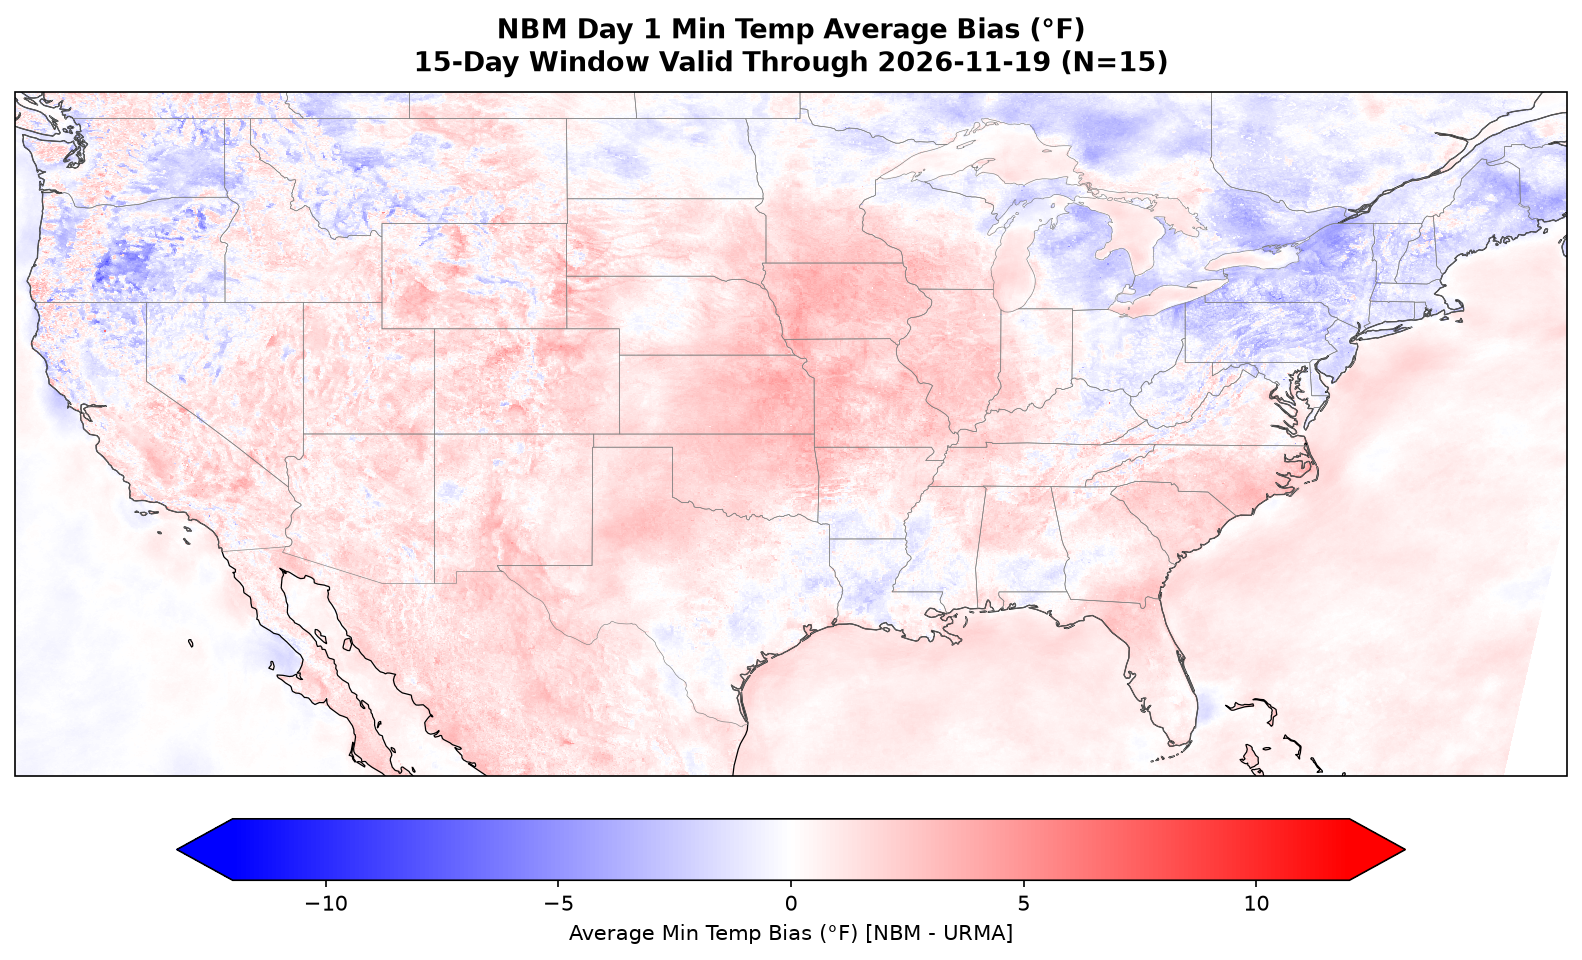 NBM Day 1 Min Temp Average Bias (°F)
15-Day Window Valid Through 2026-11-19 (N=15)
−10 −5 0 5 10
Average Min Temp Bias (°F) [NBM - URMA]